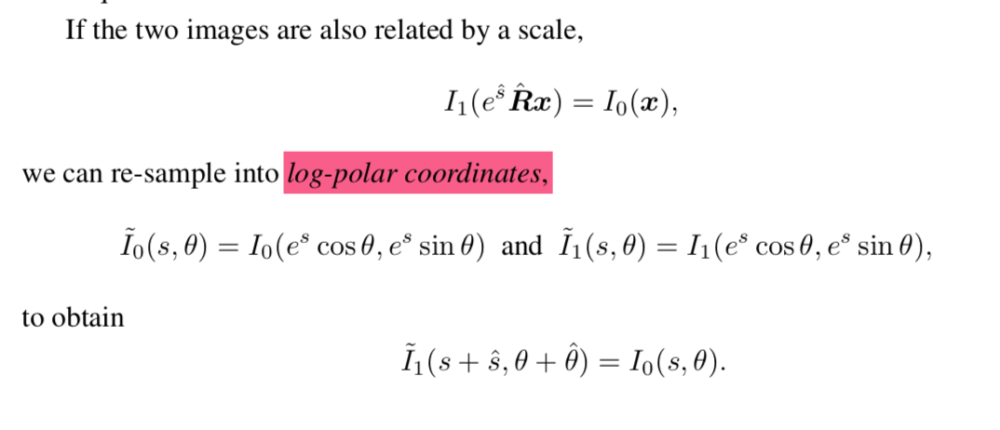 If the two images are also related by a scale,
I₁(e^ŝ R̂x) = I₀(x),
we can re-sample into log-polar coordinates,
Ĩ₀(s, θ) = I₀(e^s cos θ, e^s sin θ) and Ĩ₁(s, θ) = I₁(e^s cos θ, e^s sin θ),
to obtain
Ĩ₁(s + ŝ, θ + θ̂) = I₀(s, θ).